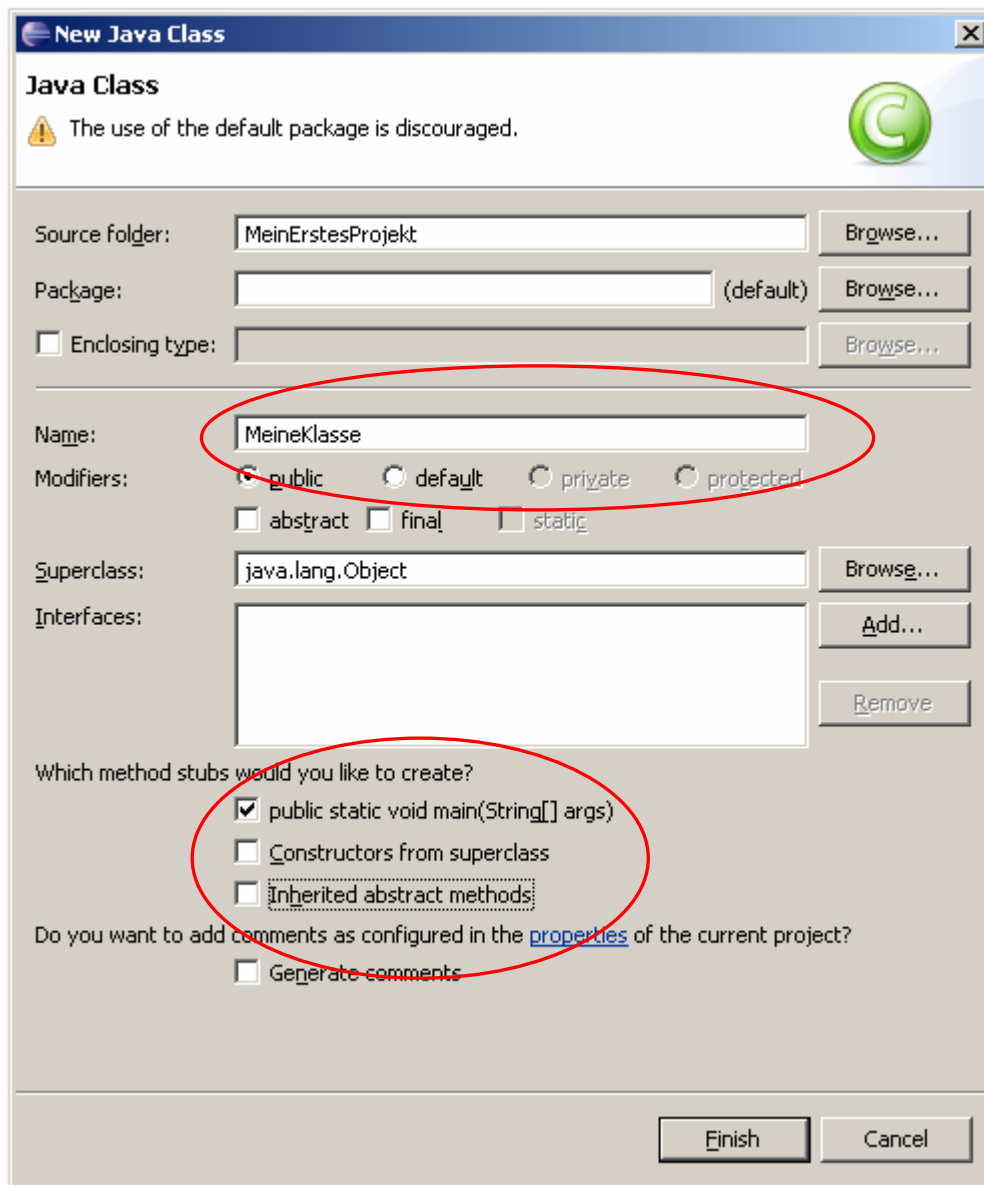 New Java Class
Java Class
The use of the default package is discouraged.
Source folder: MeinErstesProjekt Browse...
Package: (default) Browse...
Enclosing type: Browse...
Name: MeineKlasse
Modifiers: public default private protected
abstract final static
Superclass: java.lang.Object Browse...
Interfaces: Add...
Remove
Which method stubs would you like to create?
public static void main(String[] args)
Constructors from superclass
Inherited abstract methods
Do you want to add comments as configured in the properties of the current project?
Generate comments
Finish Cancel